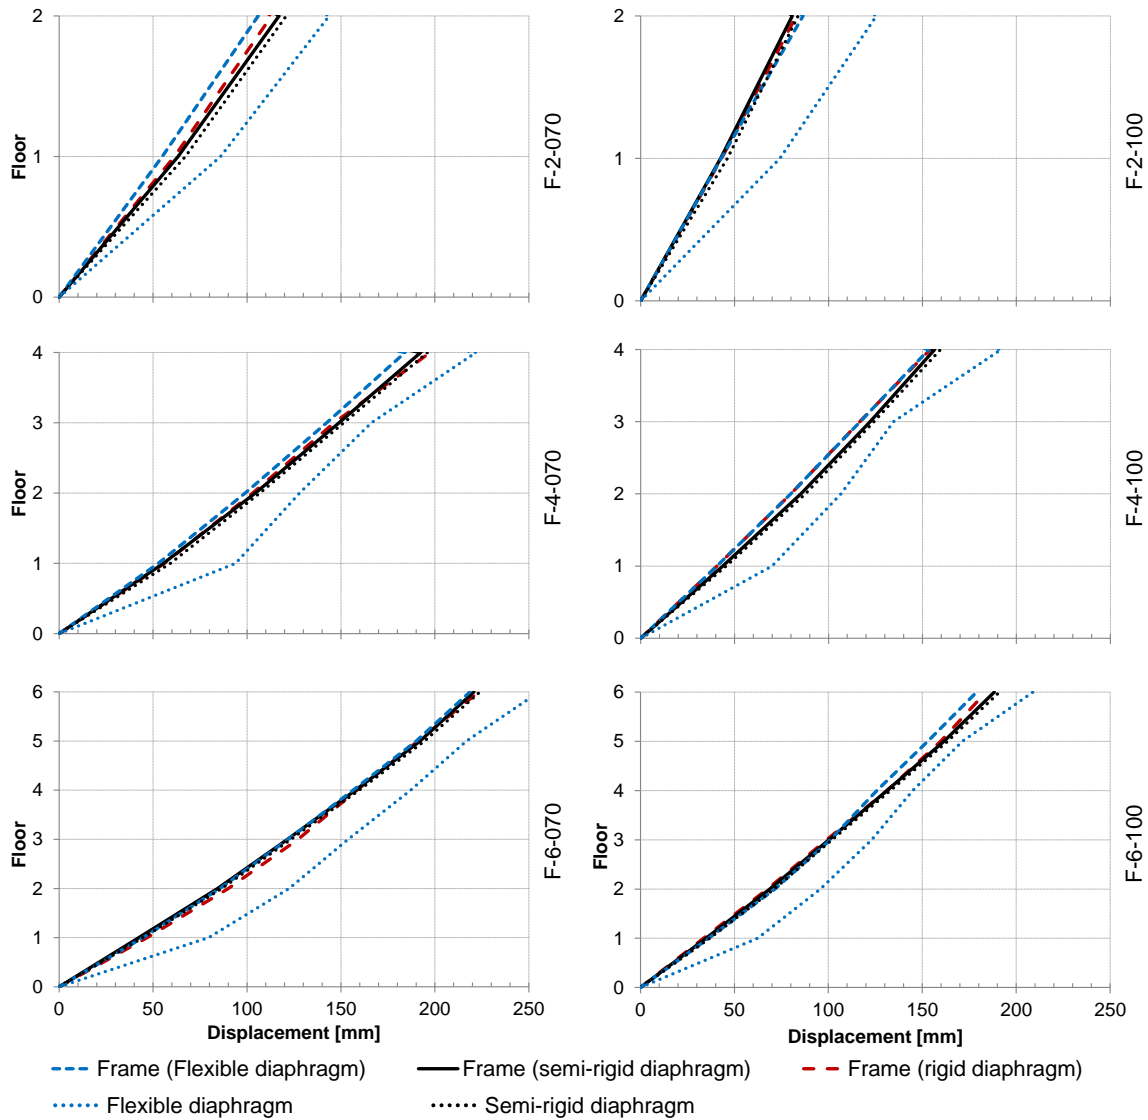 2
1
0
Floor
F-2-070
2
1
0
F-2-100
4
3
2
1
0
Floor
F-4-070
4
3
2
1
0
F-4-100
6
5
4
3
2
1
0
Floor
F-6-070
0 50 100 150 200 250
Displacement [mm]
6
5
4
3
2
1
0
Floor
F-6-100
0 50 100 150 200 250
Displacement [mm]
Frame (Flexible diaphragm) Frame (semi-rigid diaphragm) Frame (rigid diaphragm)
Flexible diaphragm Semi-rigid diaphragm